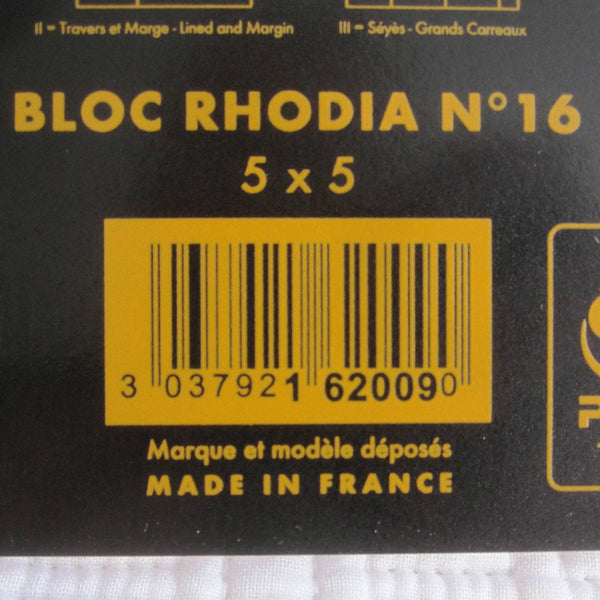 II = Travers et Marge - Lined and Margin III = Séyès - Grands Carreaux
BLOC RHODIA N° 16
5 x 5
3 037921 620090
Marque et modèle déposés
MADE IN FRANCE